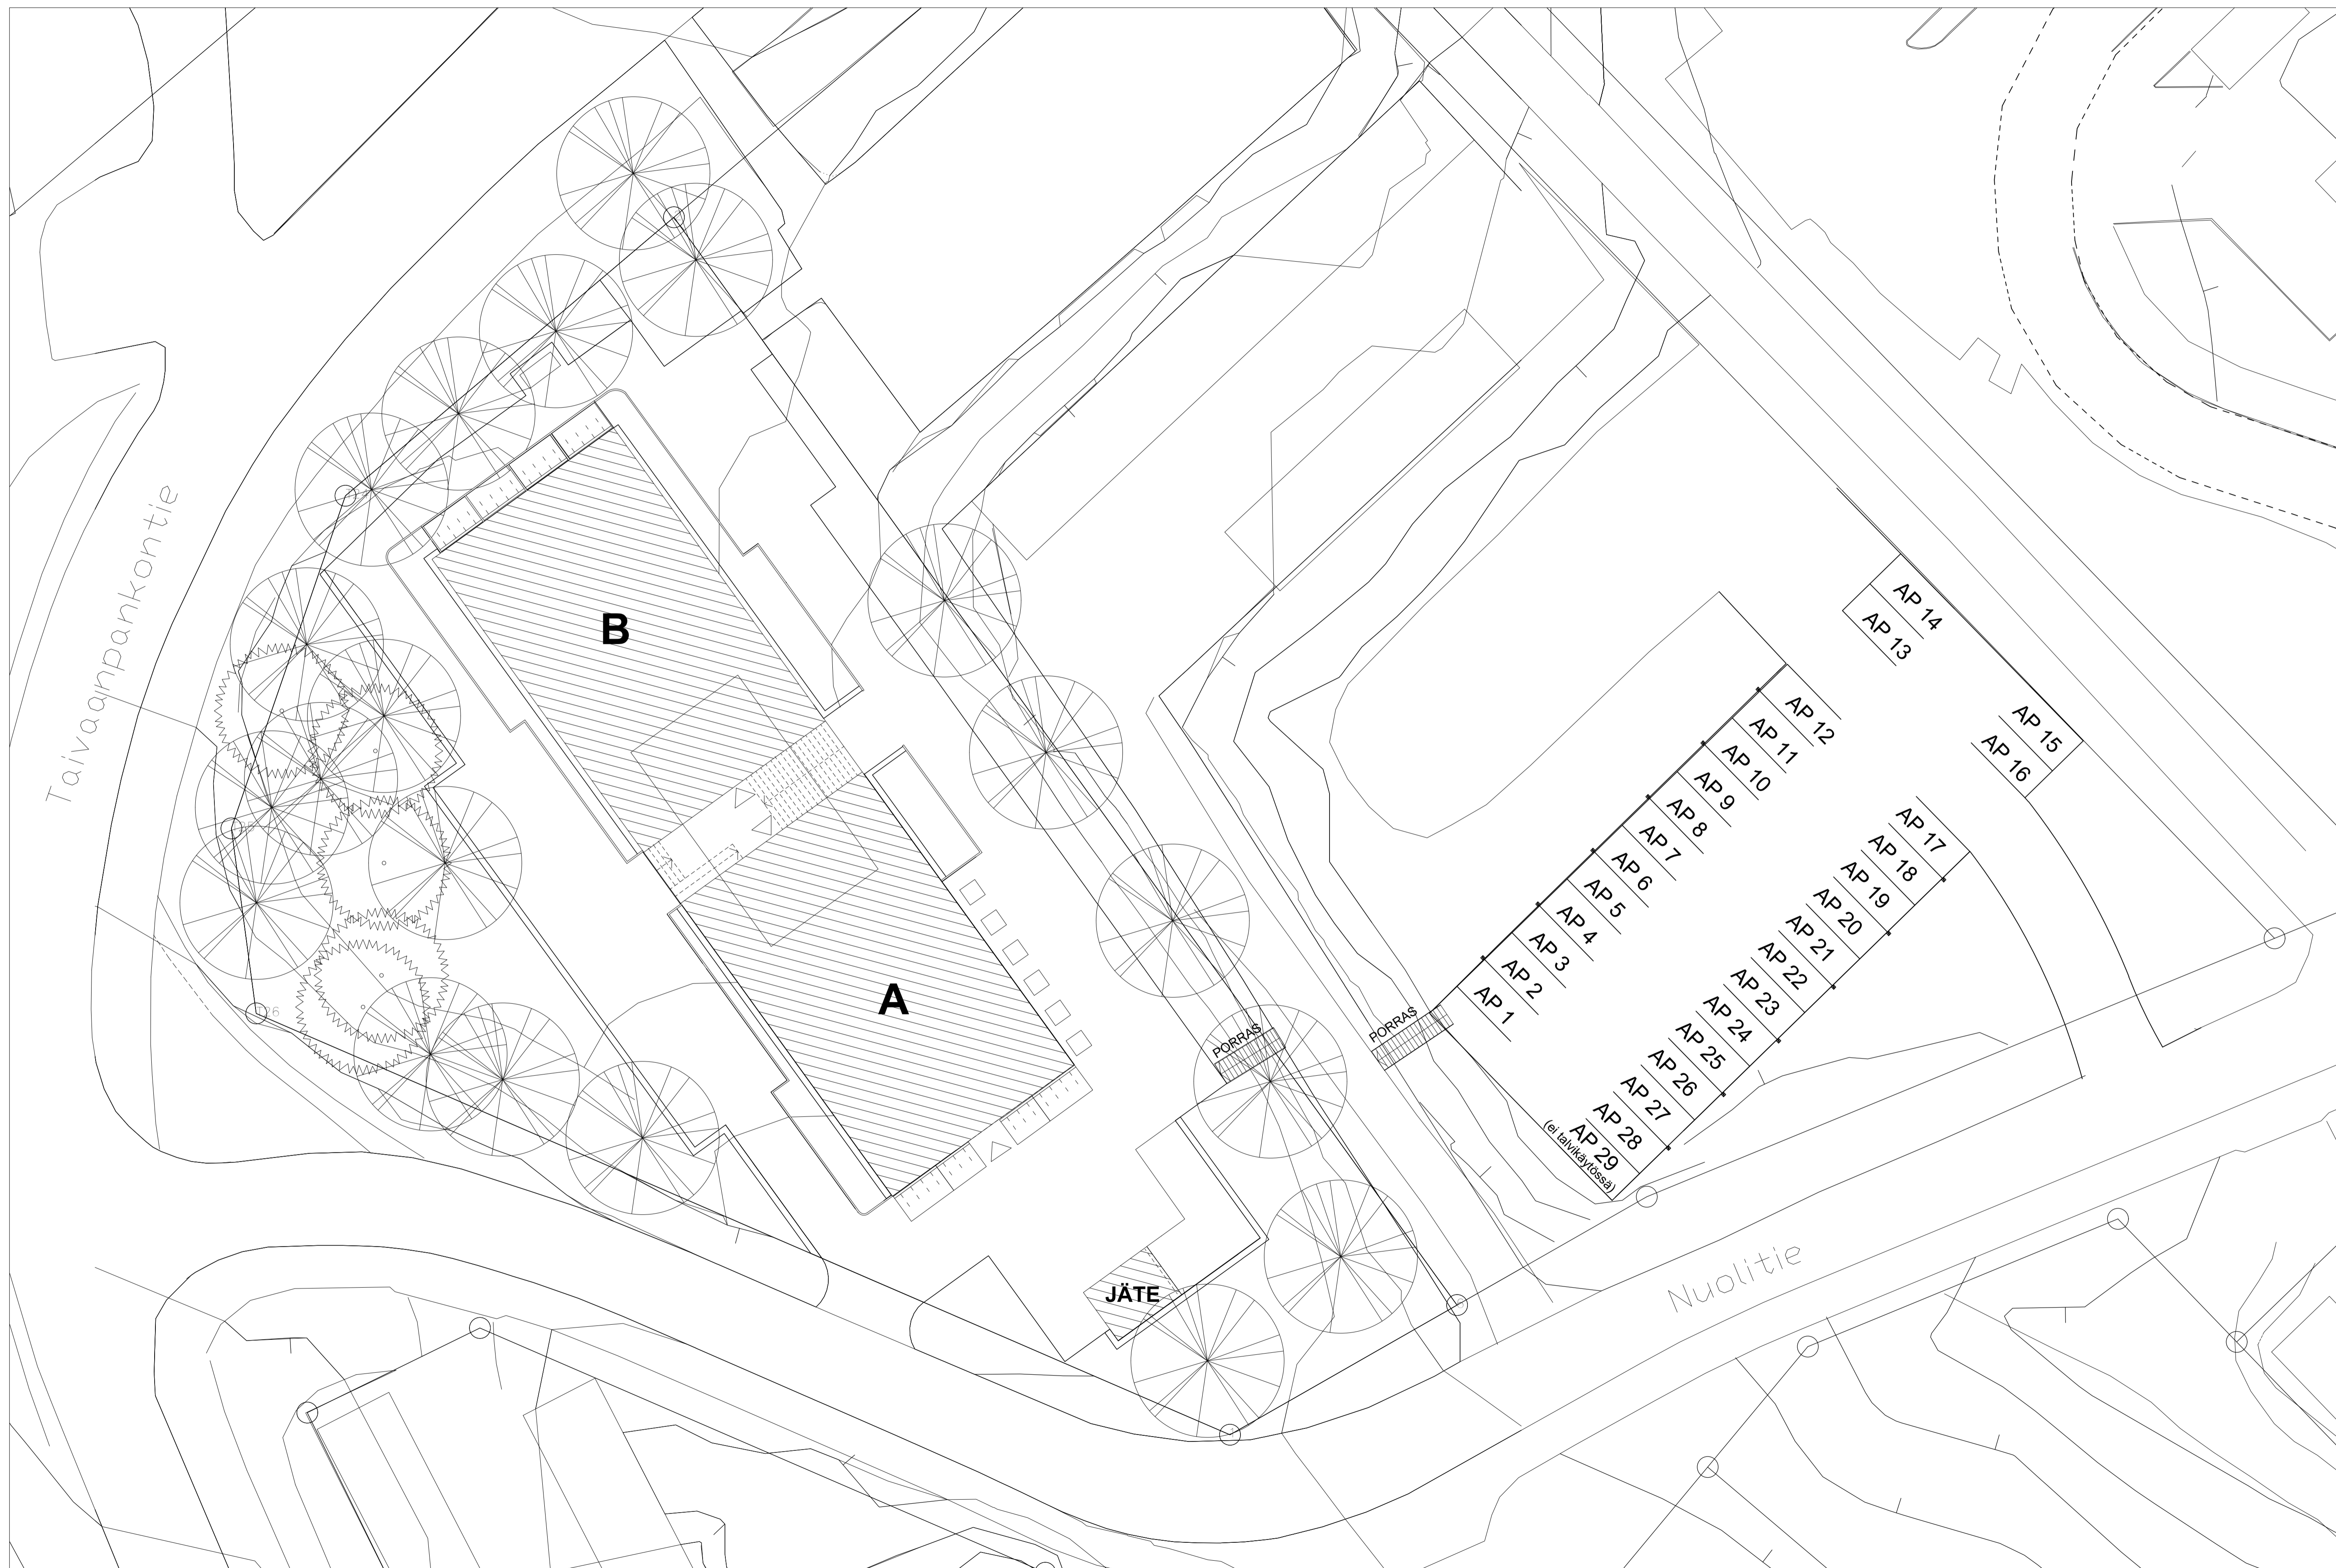 Taivaanpankontie
B
A
JÄTE
PORRAS
PORRAS
AP 14
AP 13
AP 15
AP 16
AP 12
AP 11
AP 10
AP 9
AP 8
AP 7
AP 6
AP 5
AP 4
AP 3
AP 2
AP 1
AP 17
AP 18
AP 19
AP 20
AP 21
AP 22
AP 23
AP 24
AP 25
AP 26
AP 27
AP 28
AP 29
(ei talvikäytössä)
Nuolitie